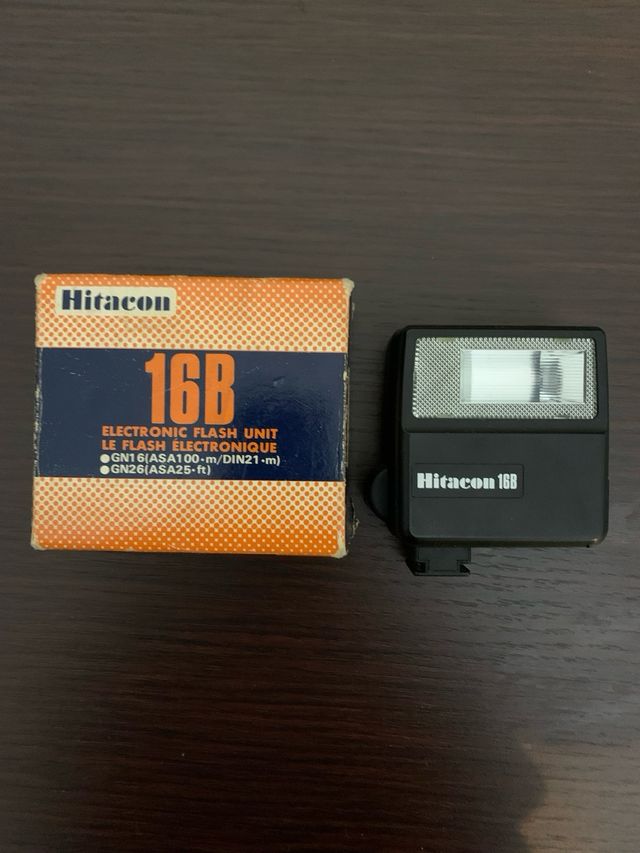 Hitacon
16B
ELECTRONIC FLASH UNIT
LE FLASH ÉLECTRONIQUE
●GN16(ASA100·m/DIN21·m)
●GN26(ASA25·ft)
Hitacon 16B